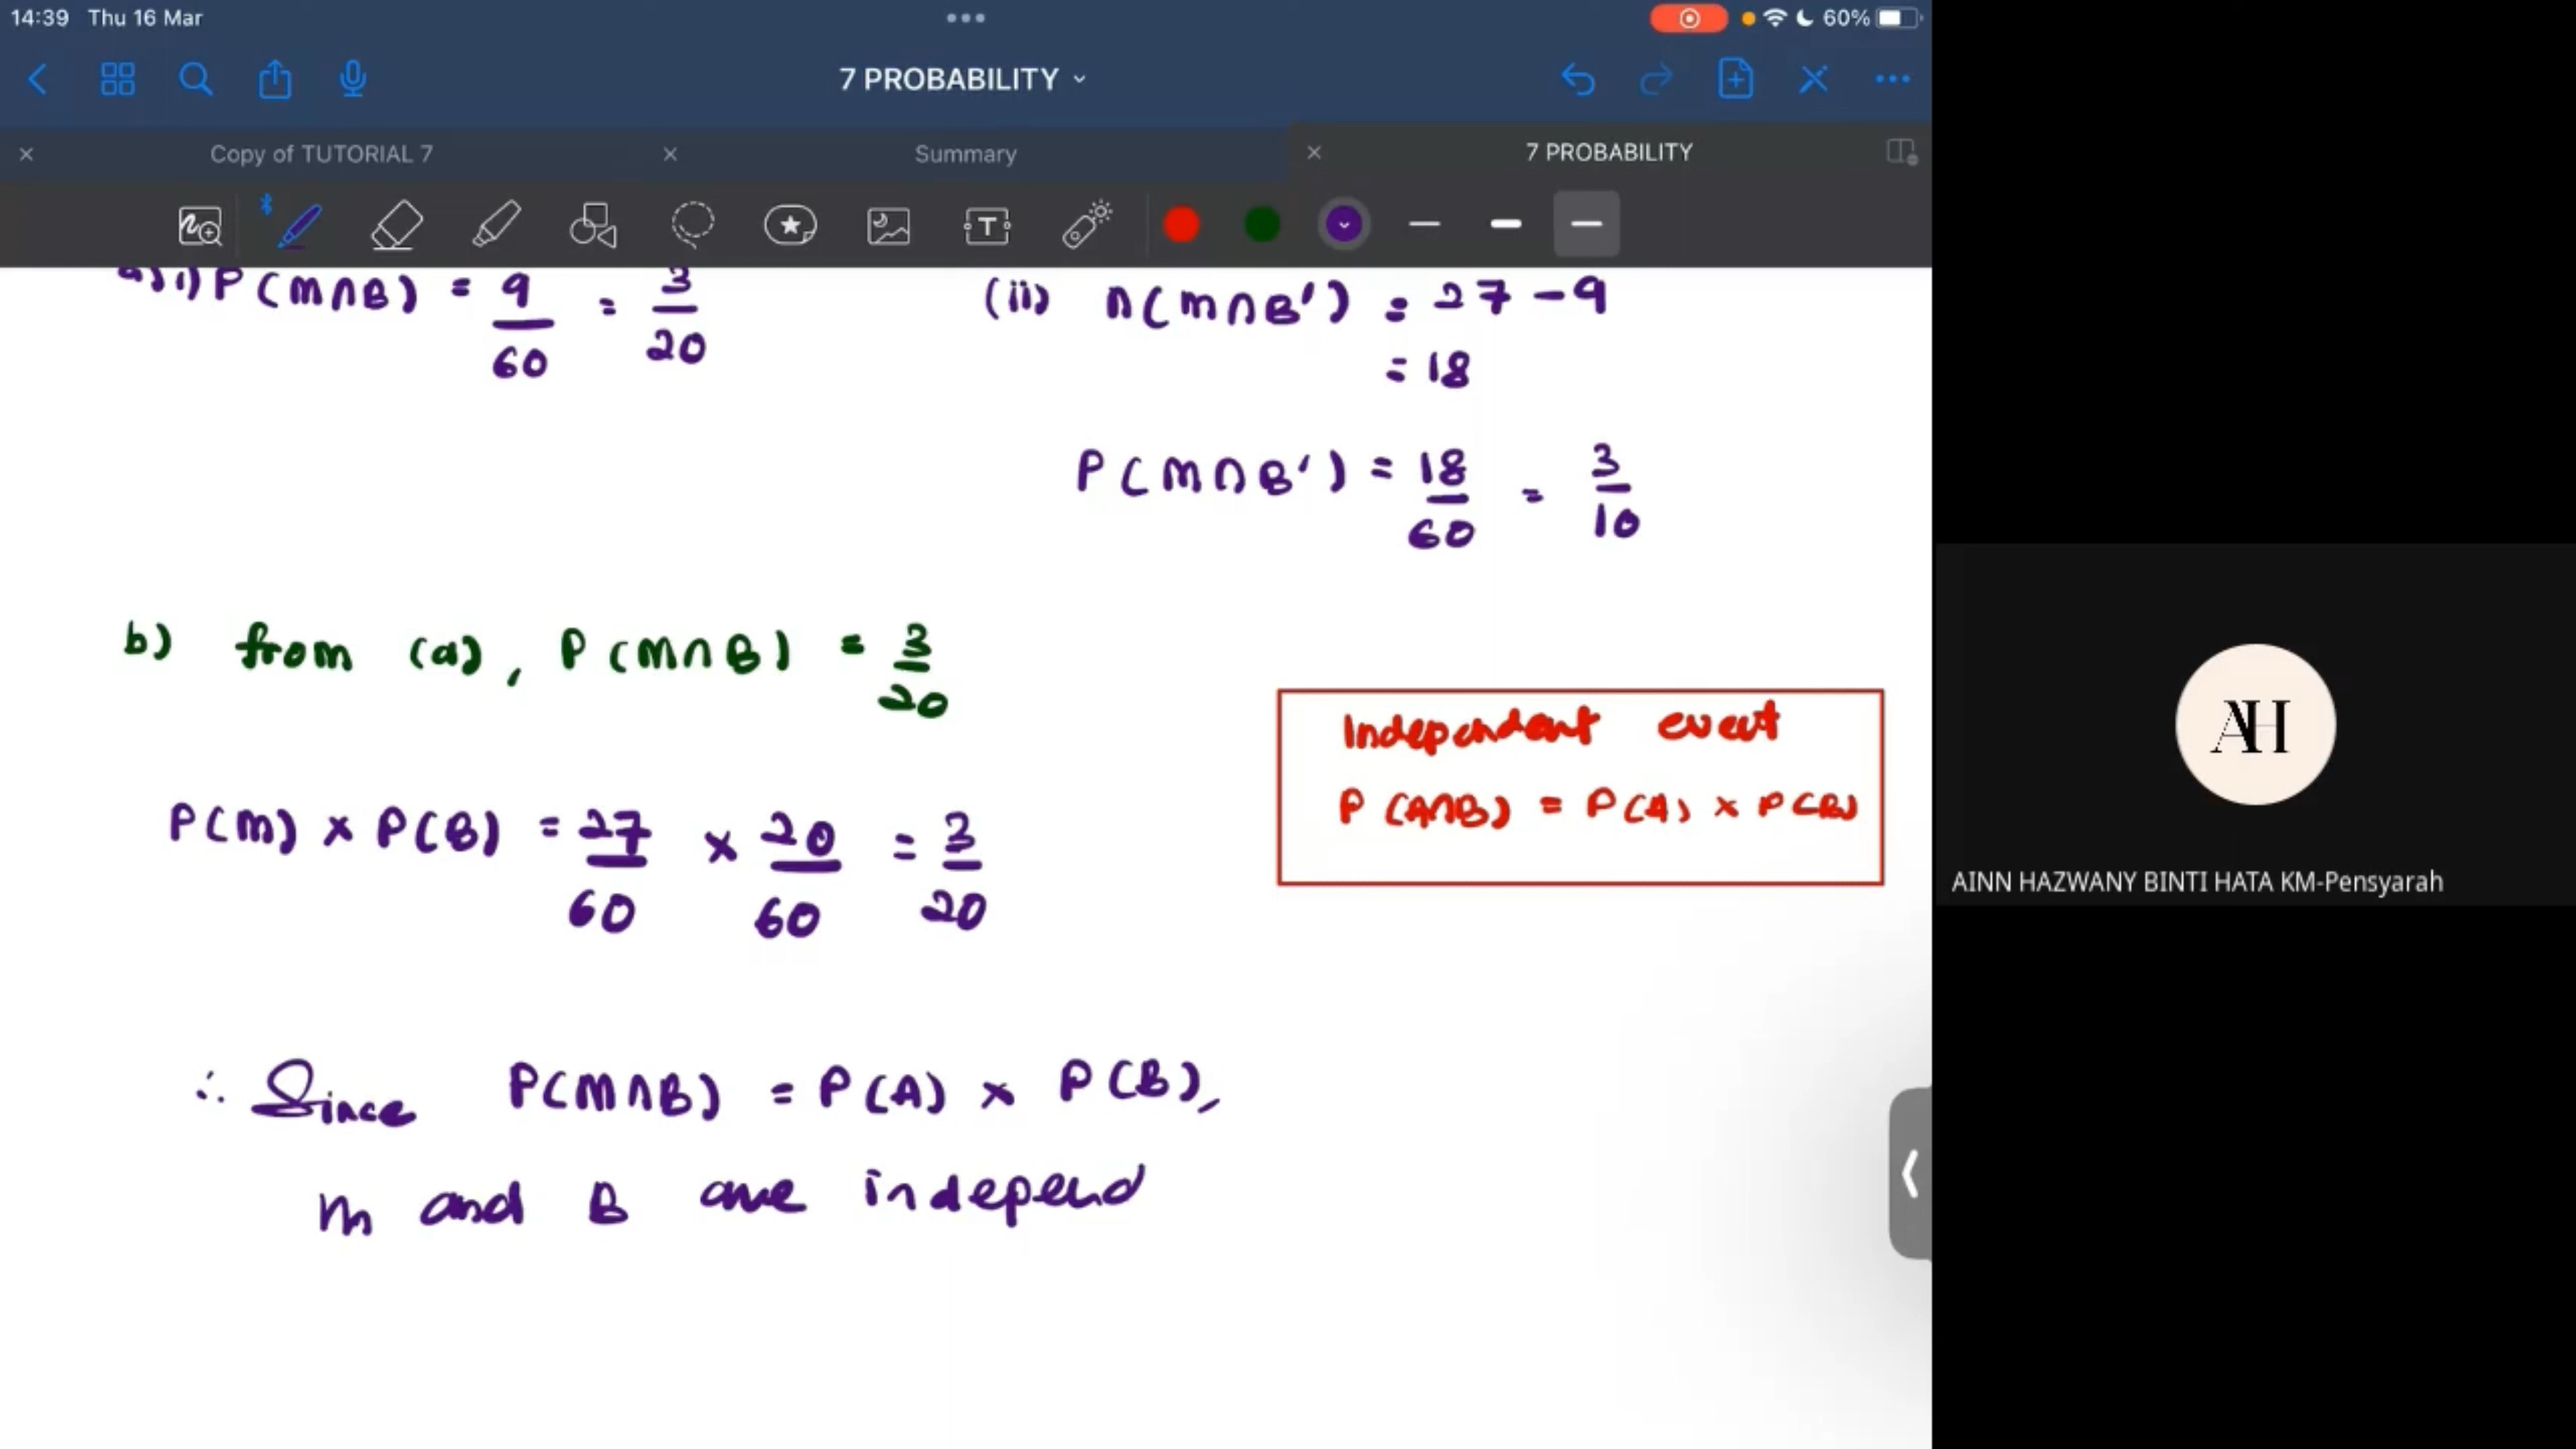 14:39 Thu 16 Mar
60%
7 PROBABILITY
Copy of TUTORIAL 7
Summary
7 PROBABILITY
a) i) P(M∩B) = 9/60 = 3/20
(ii) n(M∩B') = 27 - 9
= 18
P(M∩B') = 18/60 = 3/10
b) from (a), P(M∩B) = 3/20
Independent event
P(A∩B) = P(A) × P(B)
P(M) × P(B) = 27/60 × 20/60 = 3/20
∴ Since P(M∩B) = P(A) × P(B),
M and B are independ
AH
AINN HAZWANY BINTI HATA KM-Pensyarah